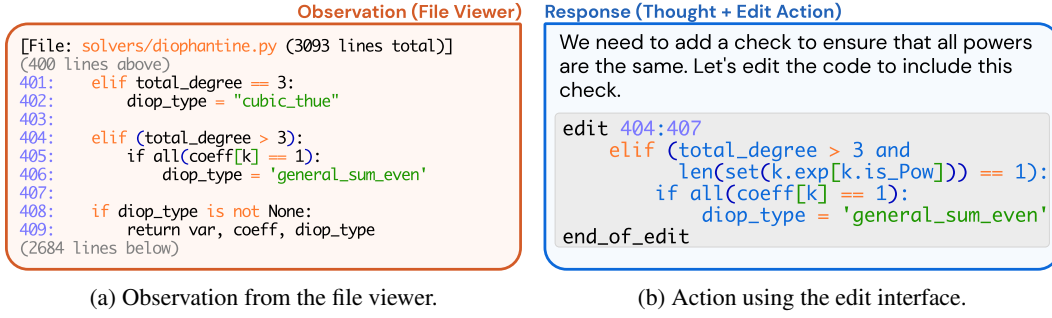 Observation (File Viewer)
[File: solvers/diophantine.py (3093 lines total)]
(400 lines above)
401:    elif total_degree == 3:
402:        diop_type = "cubic_thue"
403:
404:    elif (total_degree > 3):
405:        if all(coeff[k] == 1):
406:            diop_type = 'general_sum_even'
407:
408:    if diop_type is not None:
409:    return var, coeff, diop_type
(2684 lines below)
(a) Observation from the file viewer.
Response (Thought + Edit Action)
We need to add a check to ensure that all powers
are the same. Let's edit the code to include this
check.
edit 404:407
    elif (total_degree > 3 and
            len(set(k.exp[k.is_Pow])) == 1):
        if all(coeff[k] == 1):
            diop_type = 'general_sum_even'
end_of_edit
(b) Action using the edit interface.